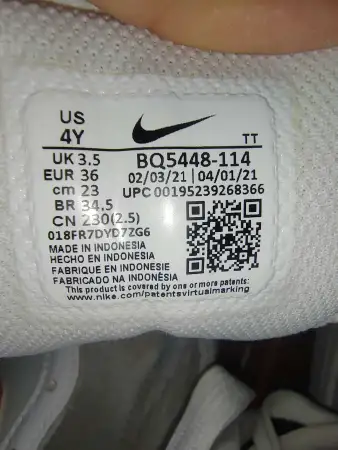 US
4Y
TT
UK 3.5
BQ5448-114
EUR 36
02/03/21 | 04/01/21
cm 23
UPC 00195239268366
BR 34,5
CN 230(2.5)
018FR7DYD7ZG6
MADE IN INDONESIA
HECHO EN INDONESIA
FABRIQUE EN INDONESIE
FABRICADO NA INDONÉSIA
This product is covered by one or more patents:
www.nike.com/patentsvirtualmarking